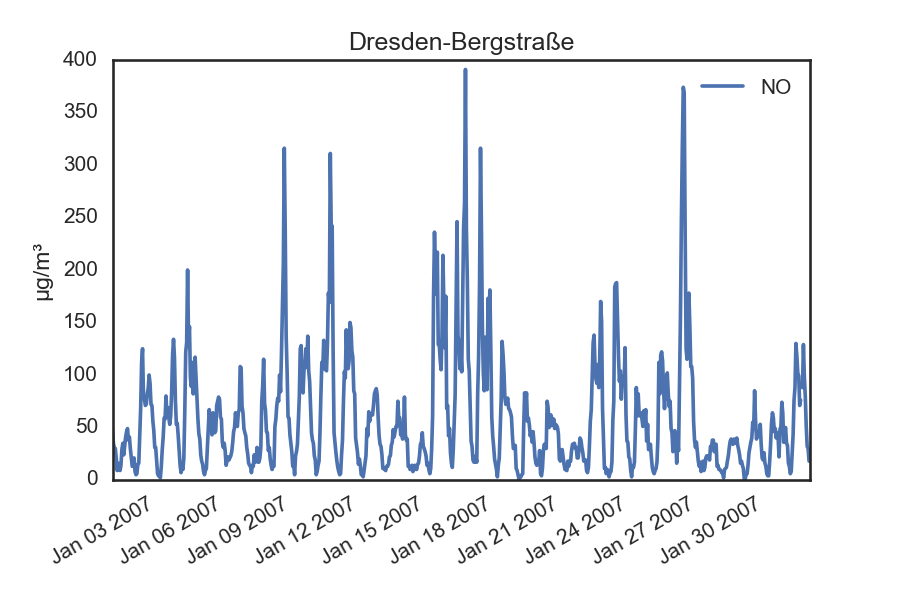 Dresden-Bergstraße
400
350
300
250
200
150
100
50
0
µg/m³
NO
Jan 03 2007
Jan 06 2007
Jan 09 2007
Jan 12 2007
Jan 15 2007
Jan 18 2007
Jan 21 2007
Jan 24 2007
Jan 27 2007
Jan 30 2007